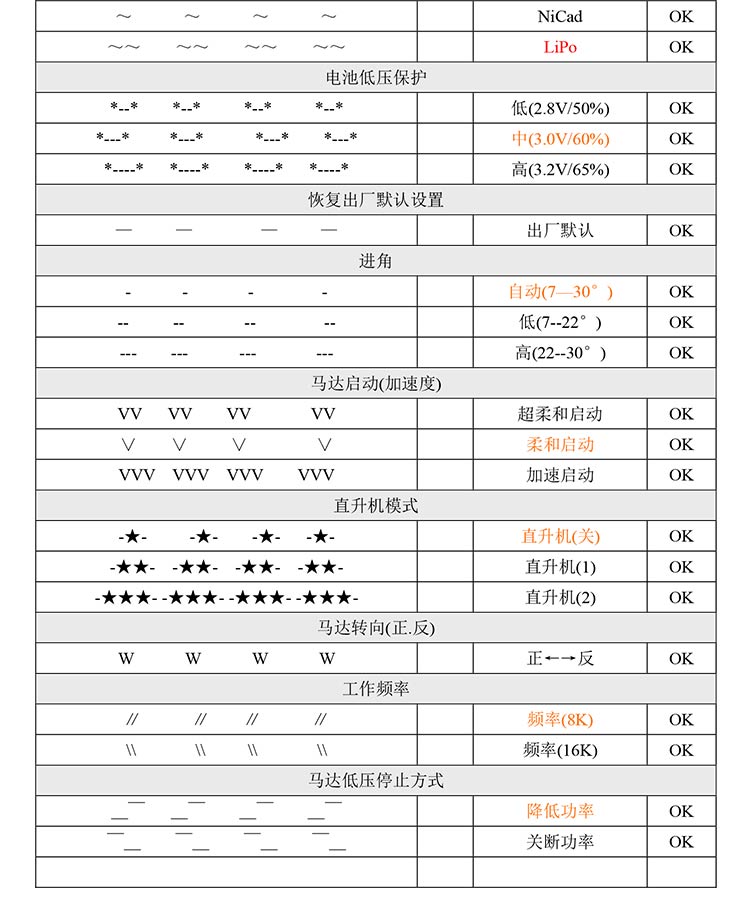 ~ ~ ~ ~ NiCad OK
~~ ~~ ~~ ~~ LiPo OK
电池低压保护
*--* *--* *--* *--* 低(2.8V/50%) OK
*---* *---* *---* *---* 中(3.0V/60%) OK
*----* *----* *----* *----* 高(3.2V/65%) OK
恢复出厂默认设置
— — — — 出厂默认 OK
进角
- - - - 自动(7—30°) OK
-- -- -- -- 低(7--22°) OK
--- --- --- --- 高(22--30°) OK
马达启动(加速度)
VV VV VV VV 超柔和启动 OK
∨ ∨ ∨ ∨ 柔和启动 OK
VVV VVV VVV VVV 加速启动 OK
直升机模式
-★- -★- -★- -★- 直升机(关) OK
-★★- -★★- -★★- -★★- 直升机(1) OK
-★★★- -★★★- -★★★- -★★★- 直升机(2) OK
马达转向(正.反)
W W W W 正←→反 OK
工作频率
// // // // 频率(8K) OK
\\ \\ \\ \\ 频率(16K) OK
马达低压停止方式
_— _— _— _— 降低功率 OK
—_ —_ —_ —_ 关断功率 OK